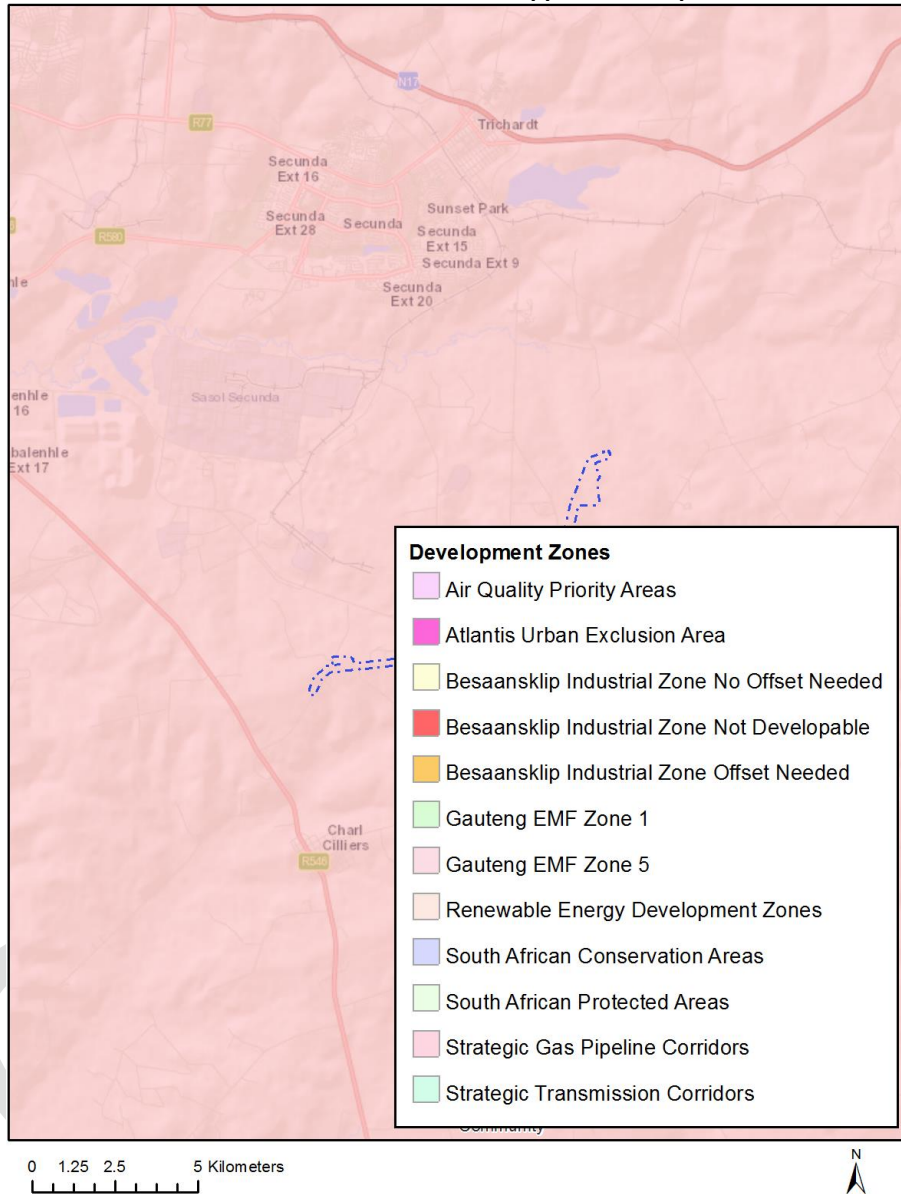 N17
R77
Trichardt
Secunda
Ext 16
Sunset Park
Secunda
Ext 28
Secunda
Secunda
Ext 15
R580
Secunda Ext 9
Secunda
Ext 20
Sasol Secunda
16
Ext 17
Charl
Cilliers
R546
Development Zones
Air Quality Priority Areas
Atlantis Urban Exclusion Area
Besaansklip Industrial Zone No Offset Needed
Besaansklip Industrial Zone Not Developable
Besaansklip Industrial Zone Offset Needed
Gauteng EMF Zone 1
Gauteng EMF Zone 5
Renewable Energy Development Zones
South African Conservation Areas
South African Protected Areas
Strategic Gas Pipeline Corridors
Strategic Transmission Corridors
0 1.25 2.5 5 Kilometers
N